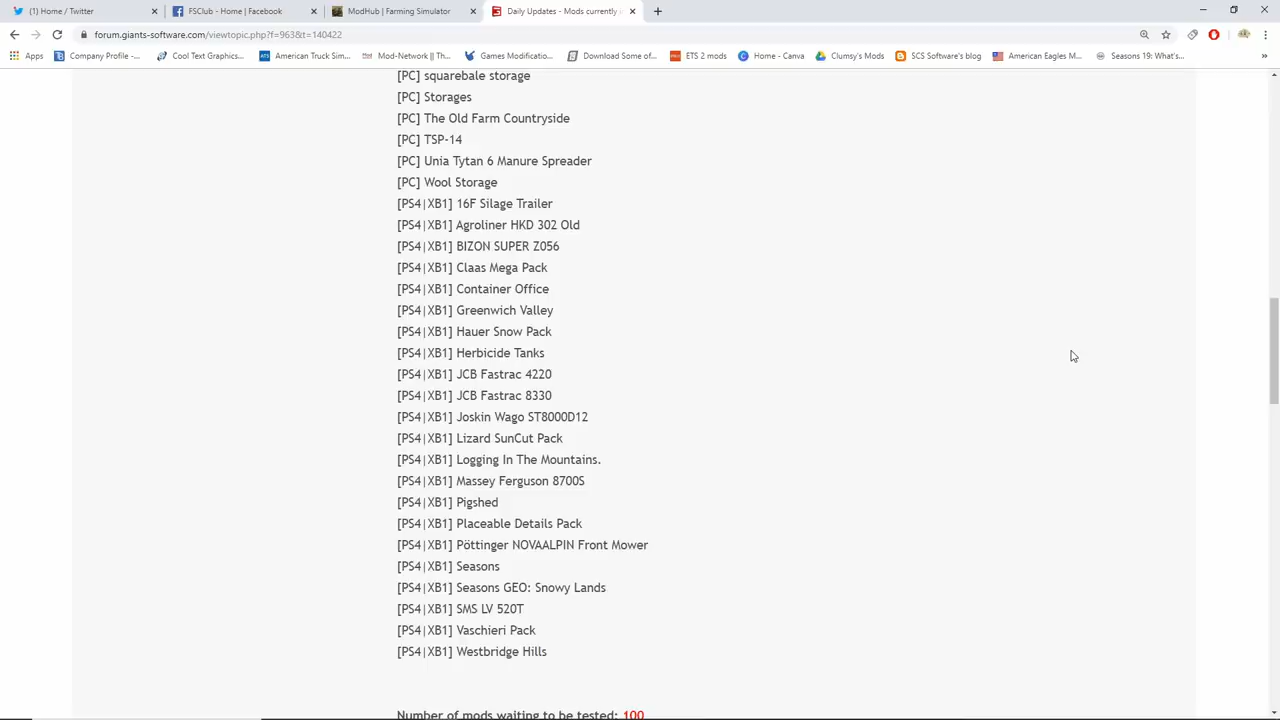 (1) Home / Twitter
FSClub - Home | Facebook
ModHub | Farming Simulator
Daily Updates - Mods currently i
forum.giants-software.com/viewtopic.php?f=963&t=140422
Apps
Company Profile -...
Cool Text Graphics...
American Truck Sim...
Mod-Network || Th...
Games Modificatio...
Download Some of...
ETS 2 mods
Home - Canva
Clumsy's Mods
SCS Software's blog
American Eagles M...
Seasons 19: What's...
»
[PC] squarebale storage
[PC] Storages
[PC] The Old Farm Countryside
[PC] TSP-14
[PC] Unia Tytan 6 Manure Spreader
[PC] Wool Storage
[PS4|XB1] 16F Silage Trailer
[PS4|XB1] Agroliner HKD 302 Old
[PS4|XB1] BIZON SUPER Z056
[PS4|XB1] Claas Mega Pack
[PS4|XB1] Container Office
[PS4|XB1] Greenwich Valley
[PS4|XB1] Hauer Snow Pack
[PS4|XB1] Herbicide Tanks
[PS4|XB1] JCB Fastrac 4220
[PS4|XB1] JCB Fastrac 8330
[PS4|XB1] Joskin Wago ST8000D12
[PS4|XB1] Lizard SunCut Pack
[PS4|XB1] Logging In The Mountains.
[PS4|XB1] Massey Ferguson 8700S
[PS4|XB1] Pigshed
[PS4|XB1] Placeable Details Pack
[PS4|XB1] Pöttinger NOVAALPIN Front Mower
[PS4|XB1] Seasons
[PS4|XB1] Seasons GEO: Snowy Lands
[PS4|XB1] SMS LV 520T
[PS4|XB1] Vaschieri Pack
[PS4|XB1] Westbridge Hills
Number of mods waiting to be tested: 100